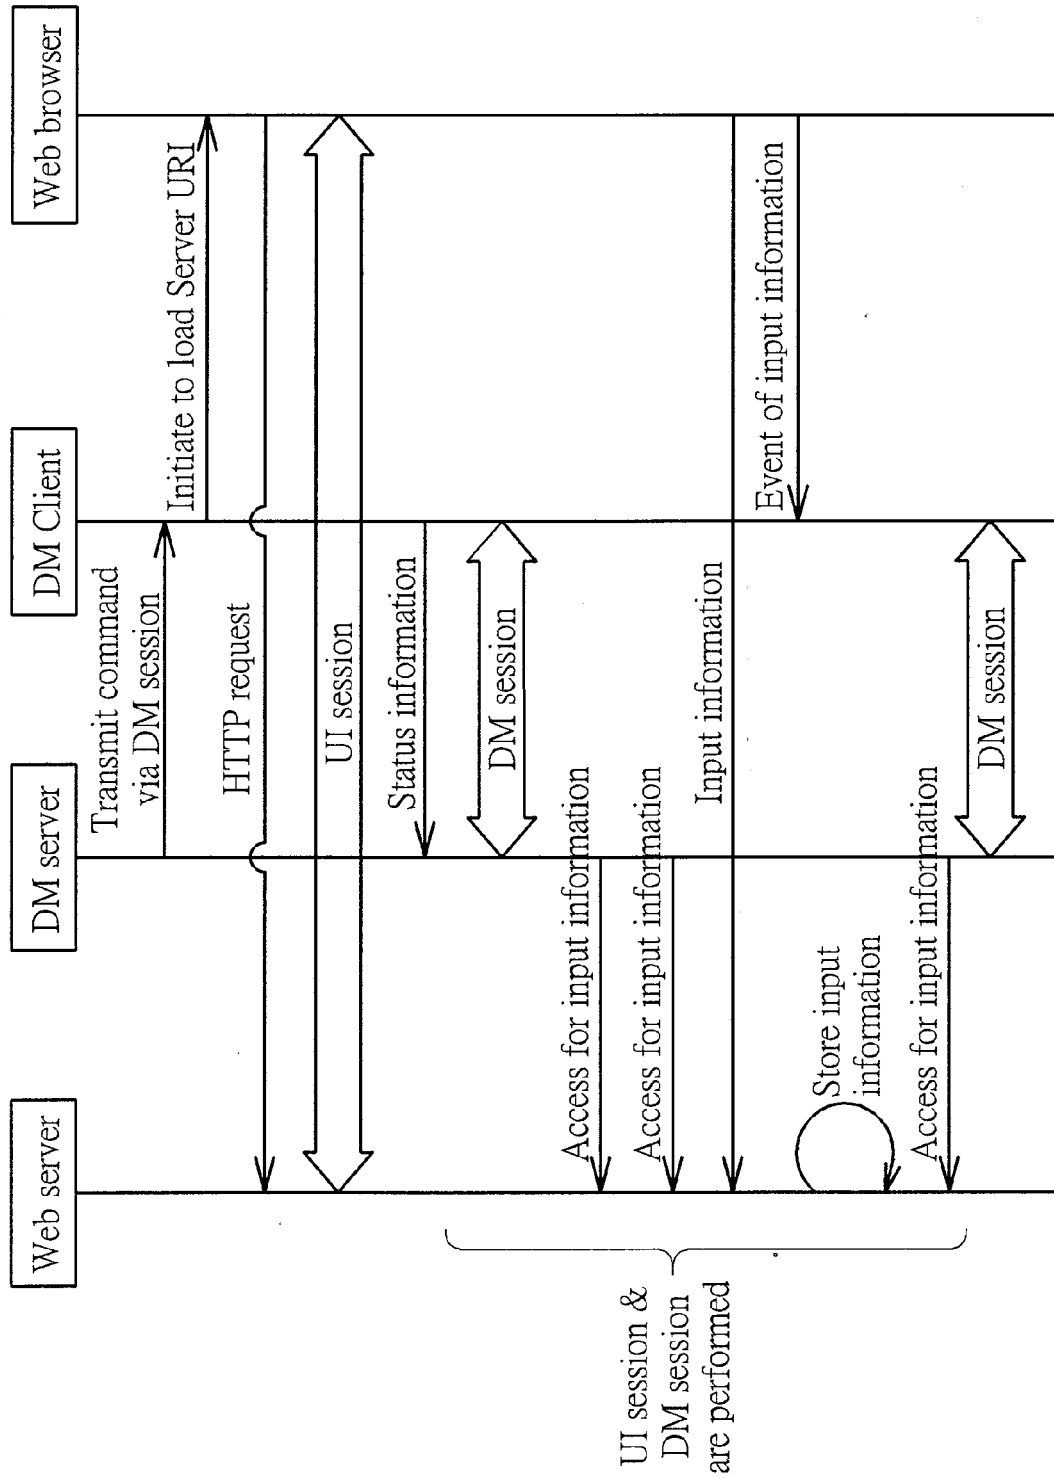 Web server
DM server
DM Client
Web browser
Transmit command
via DM session
Initiate to load Server URI
HTTP request
UI session
Status information
DM session
Access for input information
Access for input information
Input information
Event of input information
Store input
information
Access for input information
DM session
UI session &
DM session
are performed